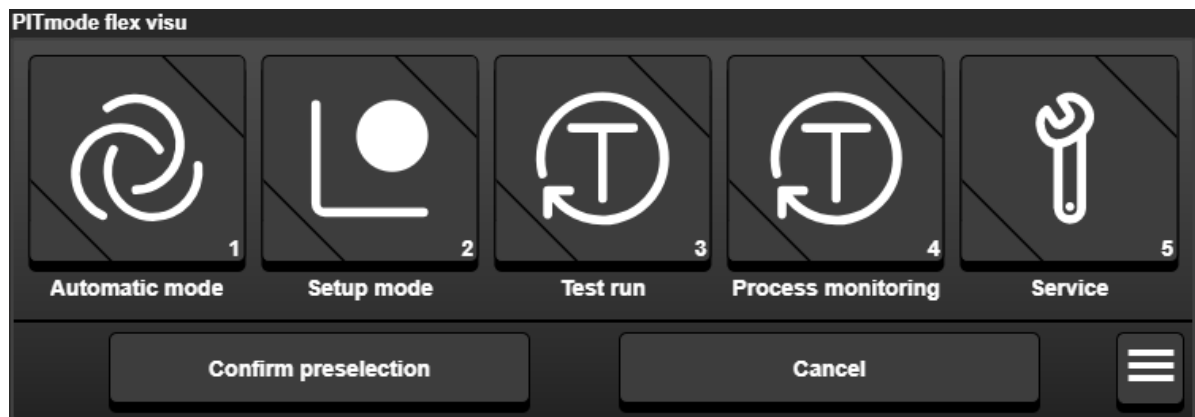 PITmode flex visu
T T
1 2 3 4 5
Automatic mode Setup mode Test run Process monitoring Service
Confirm preselection Cancel